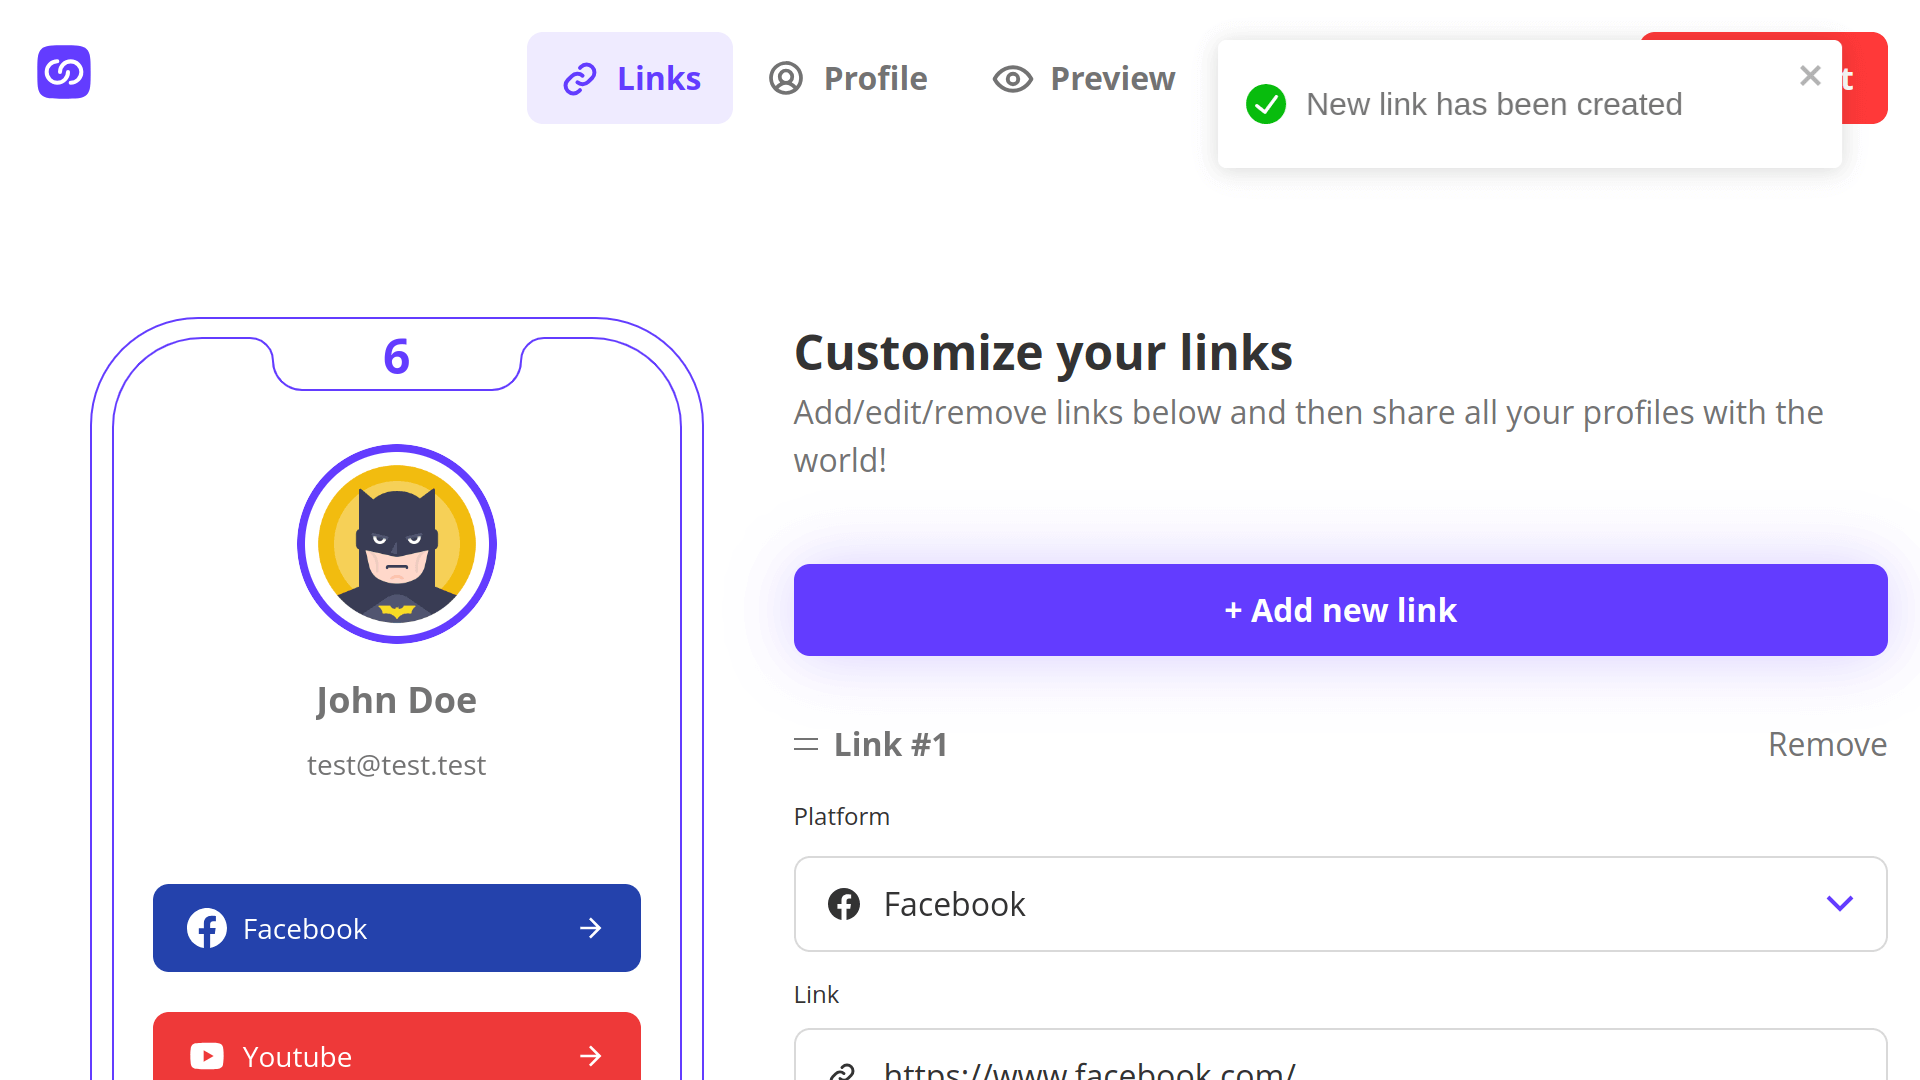 Links
Profile
Preview
New link has been created
t
6
John Doe
test@test.test
Facebook
Youtube
Customize your links
Add/edit/remove links below and then share all your profiles with the
world!
+ Add new link
Link #1
Remove
Platform
Facebook
Link
https://www.facebook.com/